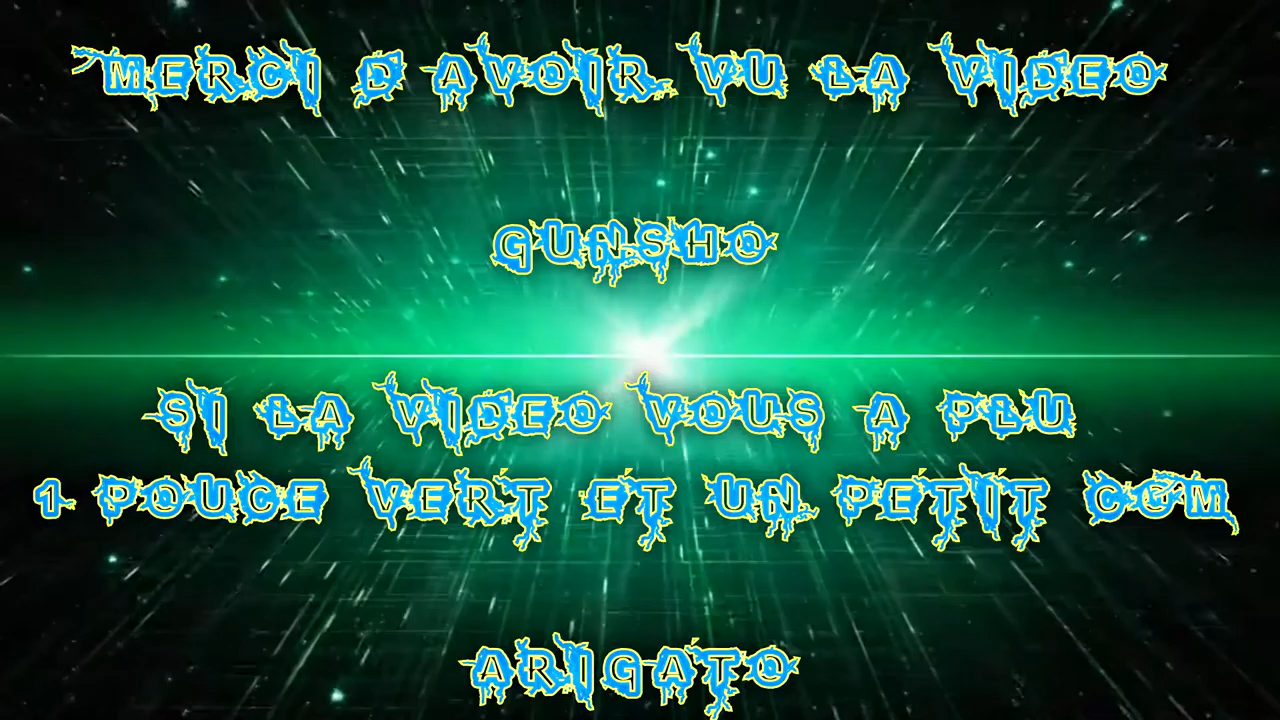 MERCI D AVOIR VU LA VIDEO
GUNSHO
SI LA VIDEO VOUS A PLU
1 POUCE VERT ET UN PETIT COM
ARIGATO